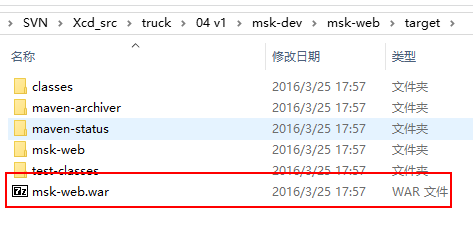 SVN > Xcd_src > truck > 04 v1 > msk-dev > msk-web > target >
名称 修改日期 类型
classes 2016/3/25 17:57 文件夹
maven-archiver 2016/3/25 17:57 文件夹
maven-status 2016/3/25 17:57 文件夹
msk-web 2016/3/25 17:57 文件夹
test-classes 2016/3/25 17:57 文件夹
msk-web.war 2016/3/25 17:57 WAR 文件